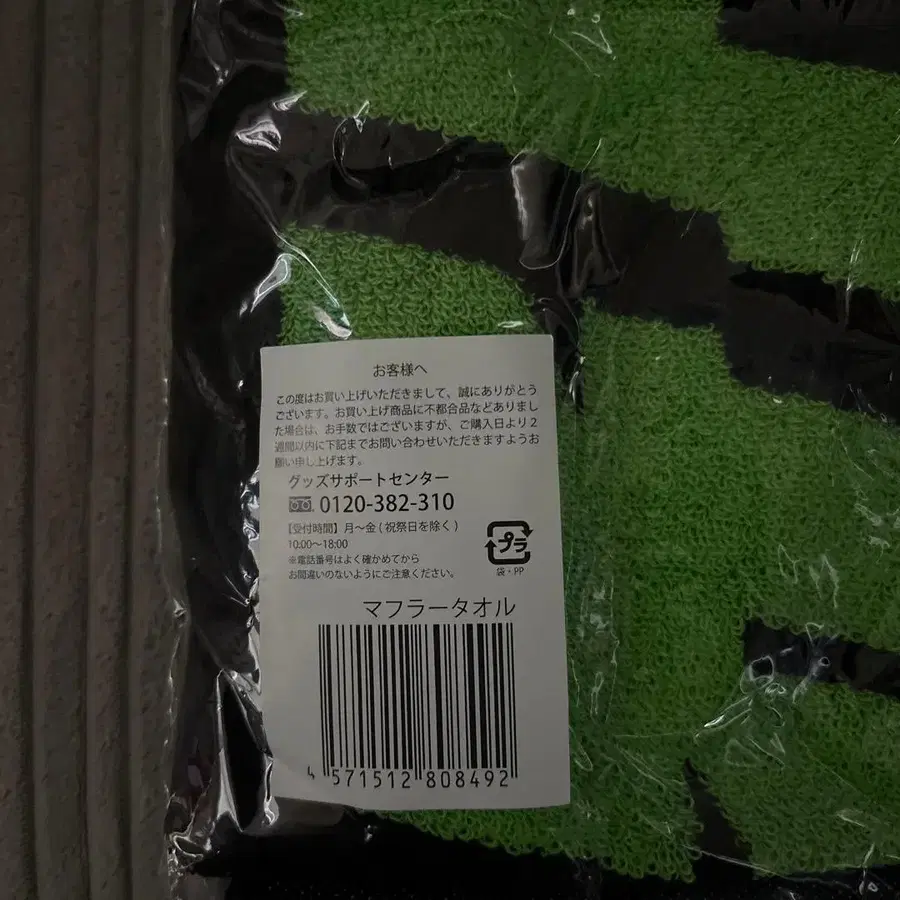 お客様へ
この度はお買い上げいただきまして、誠にありがとう
ございます。お買い上げ商品に不都合品などありまし
た場合は、お手数ではございますが、ご購入日より２
週間以内に下記までお問い合わせいただきますようお
願い申し上げます。
グッズサポートセンター
0120-382-310
【受付時間】月～金 ( 祝祭日を除く )
10:00～18:00
※電話番号はよく確かめてから
お間違いのないようにご注意ください。
プラ
袋・PP
マフラータオル
4 571512 808492